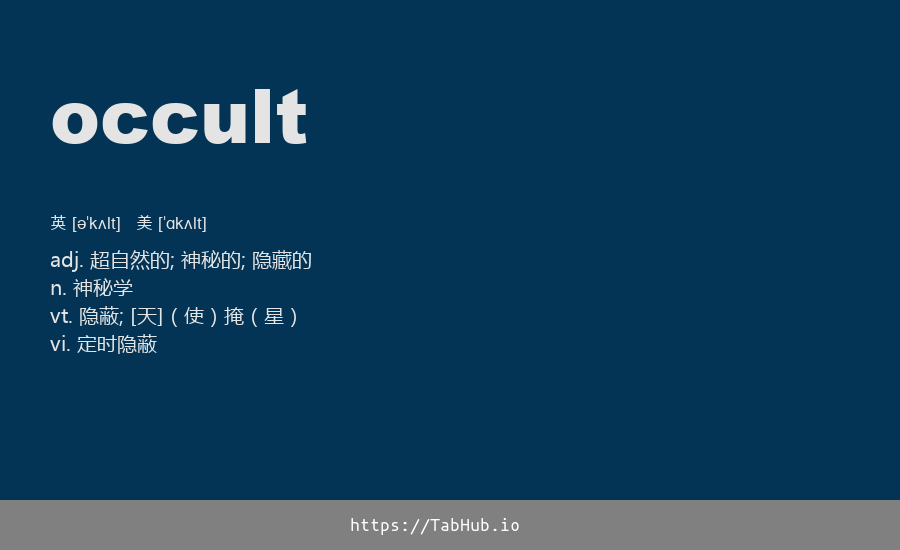 occult
英 [ə'kʌlt] 美 ['ɑkʌlt]
adj. 超自然的; 神秘的; 隐藏的
n. 神秘学
vt. 隐蔽; [天]（使）掩（星）
vi. 定时隐蔽
https://TabHub.io